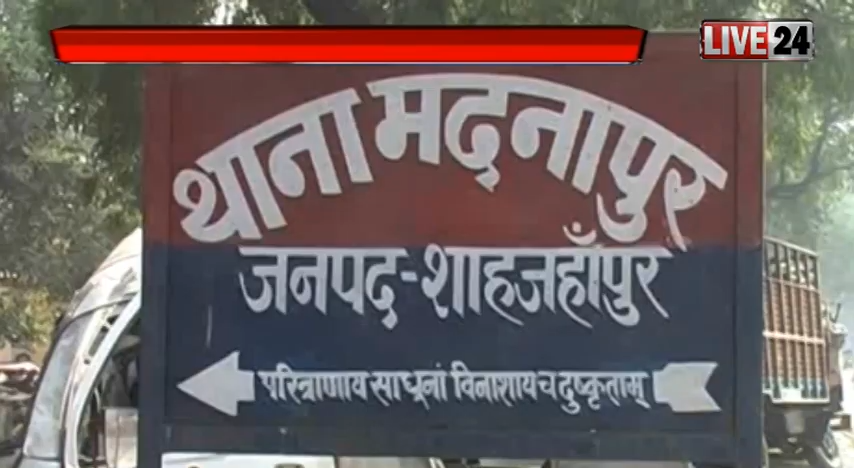 LIVE 24
थाना मदनापुर
जनपद-शाहजहाँपुर
परित्राणाय साधूनां विनाशाय च दुष्कृताम्